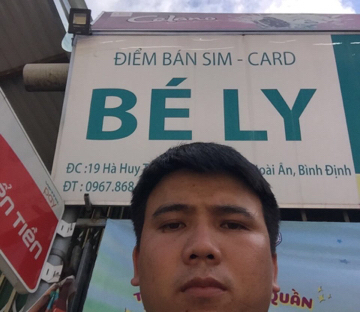 ĐIỂM BÁN SIM - CARD
BÉ LY
ĐC :19 Hà Huy Hoài Ân, Bình Định
ĐT : 0967.868
TIỀN
QUẦN